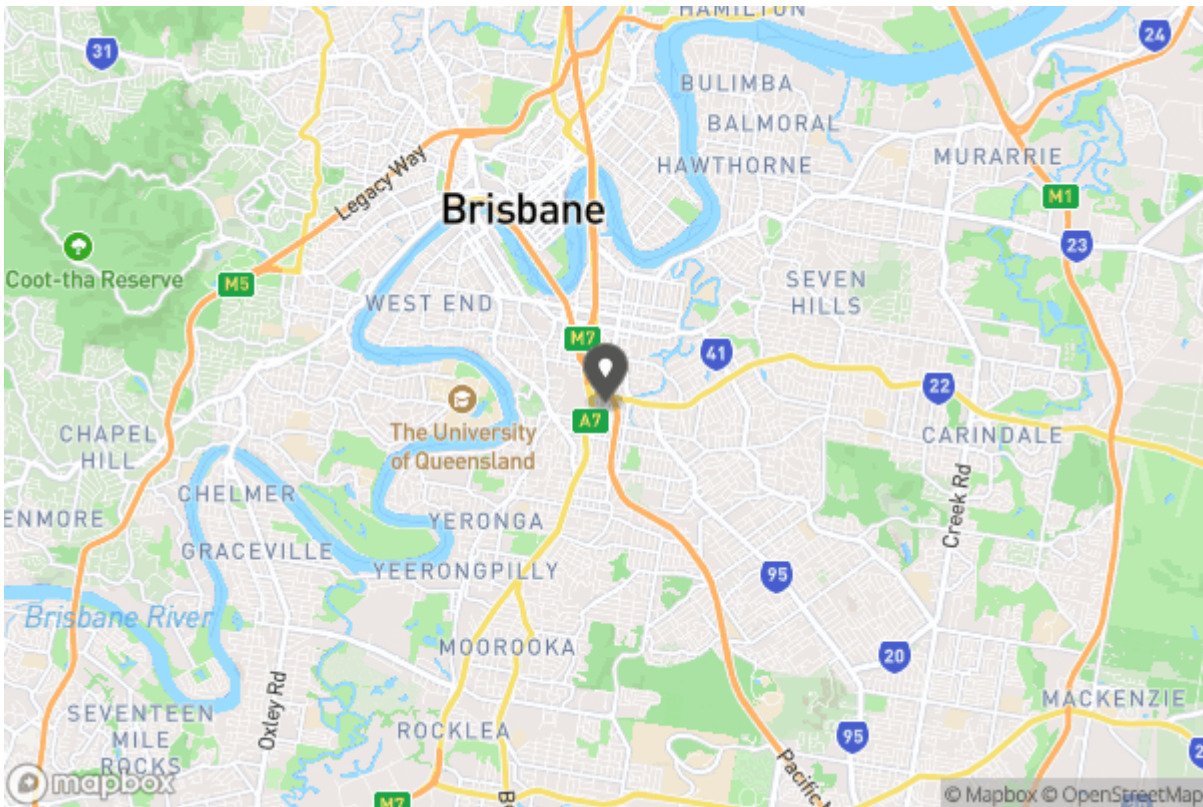 HAMILTON
31
24
BULIMBA
BALMORAL
Legacy Way
HAWTHORNE
MURARRIE
M1
Brisbane
23
Coot-tha Reserve
M5
WEST END
SEVEN
HILLS
M7
41
22
The University
of Queensland
A7
CHAPEL
HILL
CARINDALE
CHELMER
ENMORE
YERONGA
Creek Rd
GRACEVILLE
YEERONGPILLY
95
Brisbane River
MOOROOKA
20
Oxley Rd
MACKENZIE
SEVENTEEN
MILE
ROCKS
ROCKLEA
95
Pacific
mapbox
M7
© Mapbox © OpenStreetMap